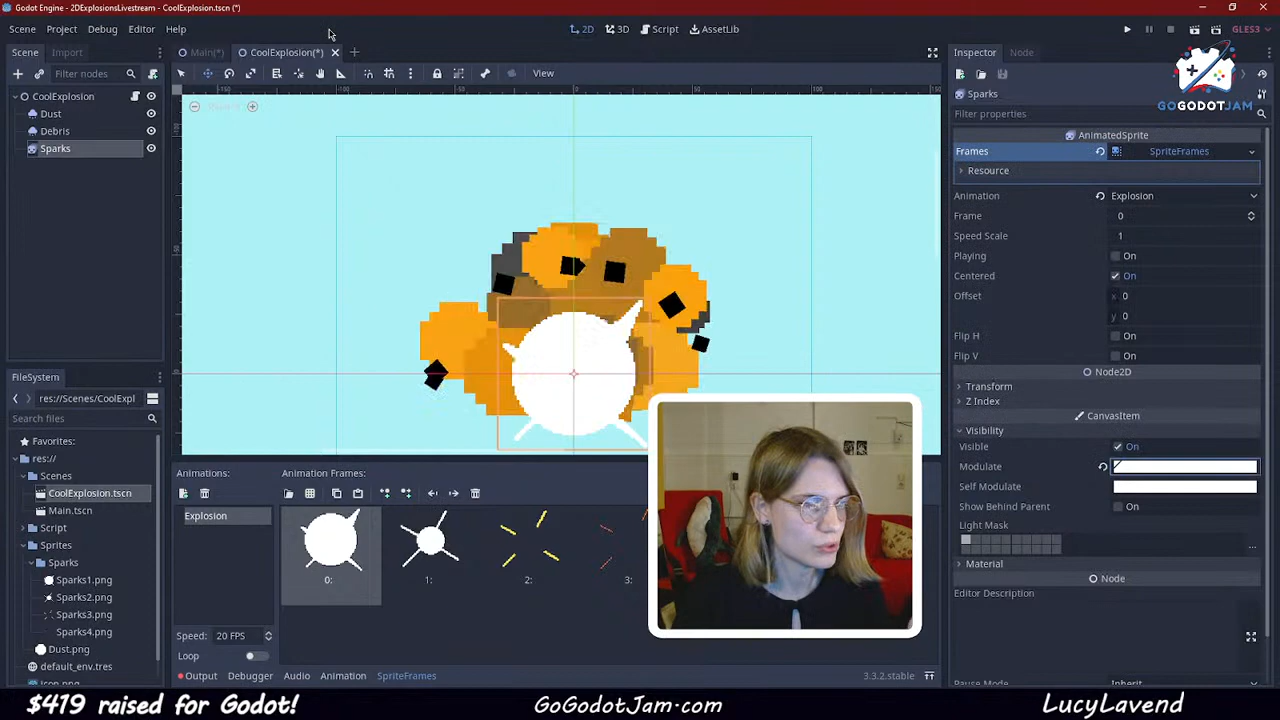 Godot Engine - 2DExplosionsLivestream - CoolExplosion.tscn (*)
Scene Project Debug Editor Help
2D 3D Script AssetLib
GLES3
Scene Import
Main(*) CoolExplosion(*)
Inspector Node
Filter nodes
View
CoolExplosion
Dust
Debris
Sparks
Sparks
GOGODOTJAM
Filter properties
AnimatedSprite
Frames SpriteFrames
Resource
Animation Explosion
Frame 0
Speed Scale 1
Playing On
Centered On
Offset x 0
y 0
Flip H On
Flip V On
Node2D
Transform
Z Index
CanvasItem
Visibility
Visible On
Modulate
Self Modulate
Show Behind Parent On
Light Mask
Material
Node
Editor Description
Pause Mode Inherit
FileSystem
res://Scenes/CoolExpl
Search files
Favorites:
res://
Scenes
CoolExplosion.tscn
Main.tscn
Script
Sprites
Sparks
Sparks1.png
Sparks2.png
Sparks3.png
Sparks4.png
Dust.png
default_env.tres
icon.png
Animations:
Explosion
Speed: 20 FPS
Loop
Animation Frames:
0: 1: 2: 3:
Output Debugger Audio Animation SpriteFrames
3.3.2.stable
$419 raised for Godot! GoGodotJam.com LucyLavend